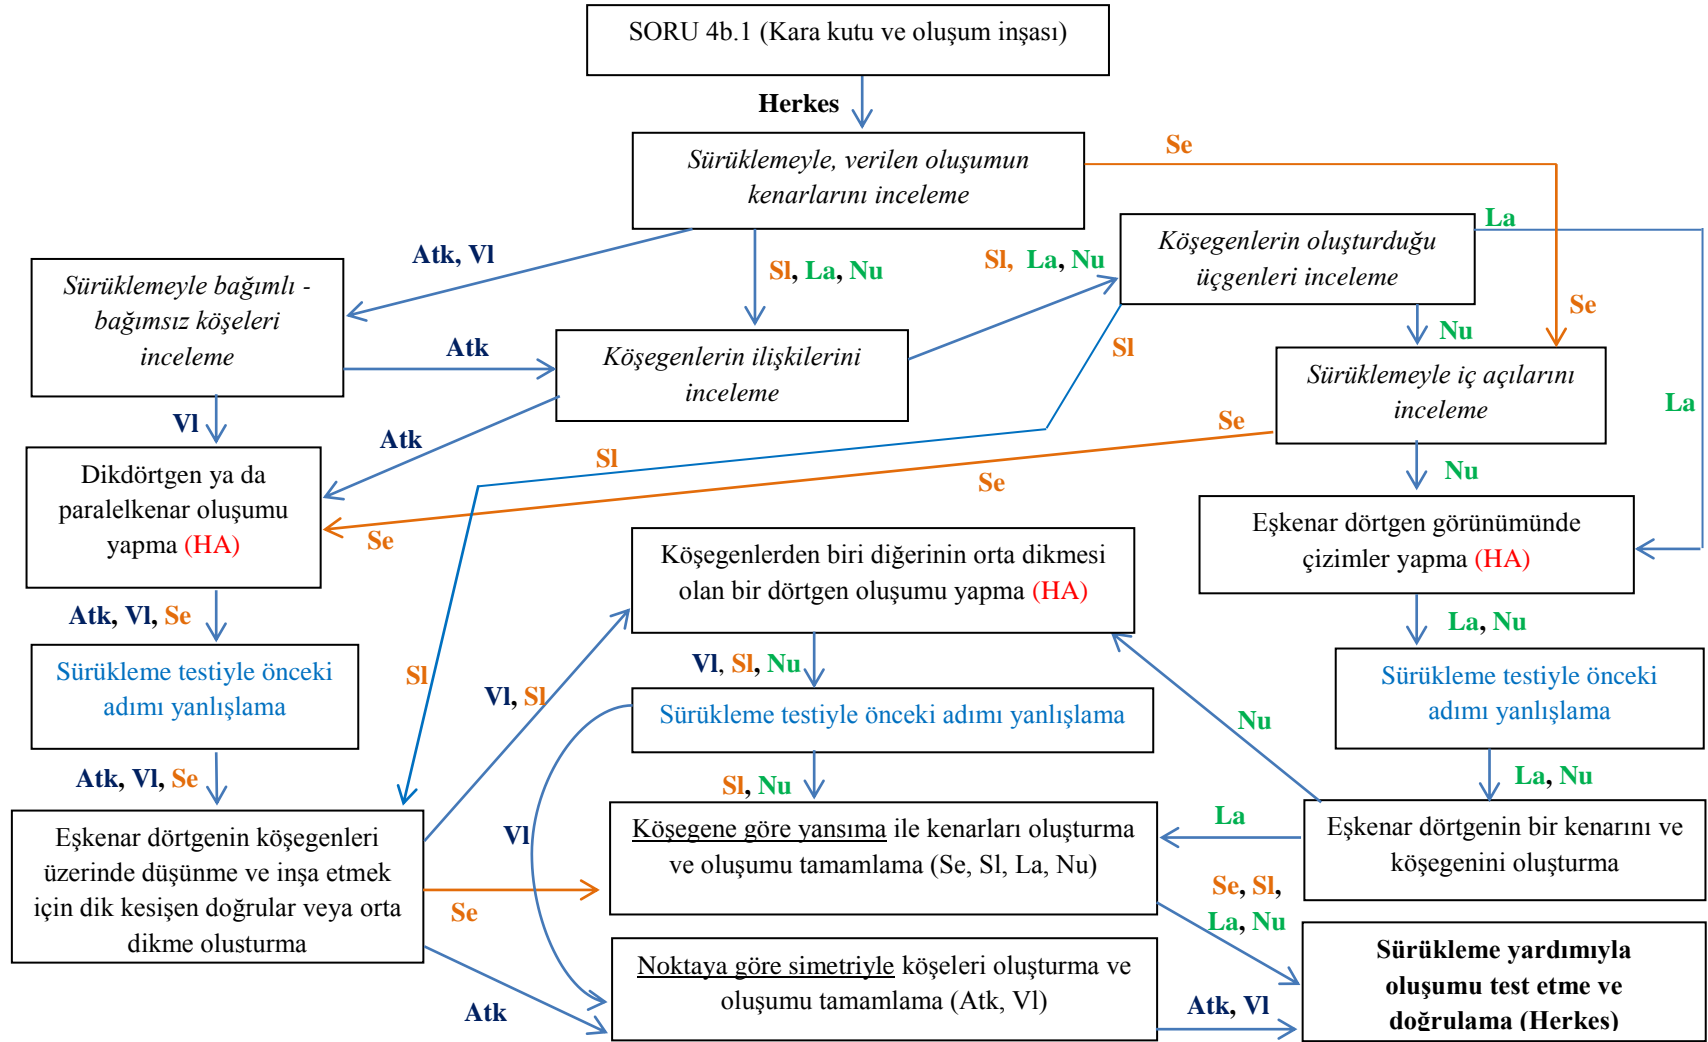 SORU 4b.1 (Kara kutu ve oluşum inşası)
Herkes
Sürüklemeyle, verilen oluşumun
kenarlarını inceleme
Se
La
Köşegenlerin oluşturduğu
üçgenleri inceleme
Atk, Vl
Sl, La, Nu
Sl, La, Nu
Sürüklemeyle bağımlı -
bağımsız köşeleri
inceleme
Se
Nu
Sl
Atk
Köşegenlerin ilişkilerini
inceleme
Sürüklemeyle iç açılarını
inceleme
La
Vl
Atk
Se
Sl
Se
Nu
Dikdörtgen ya da
paralelkenar oluşumu
yapma (HA)
Se
Köşegenlerden biri diğerinin orta dikmesi
olan bir dörtgen oluşumu yapma (HA)
Eşkenar dörtgen görünümünde
çizimler yapma (HA)
Atk, Vl, Se
Vl, Sl, Nu
La, Nu
Sürükleme testiyle önceki
adımı yanlışlama
Sl
Vl, Sl
Sürükleme testiyle önceki adımı yanlışlama
Nu
Sürükleme testiyle önceki
adımı yanlışlama
Atk, Vl, Se
Sl, Nu
La, Nu
Eşkenar dörtgenin köşegenleri
üzerinde düşünme ve inşa etmek
için dik kesişen doğrular veya orta
dikme olusturma
Vl
Köşegene göre yansıma ile kenarları oluşturma
ve oluşumu tamamlama (Se, Sl, La, Nu)
La
Eşkenar dörtgenin bir kenarını ve
köşegenini oluşturma
Se
Se, Sl,
La, Nu
Atk
Noktaya göre simetriyle köşeleri oluşturma ve
oluşumu tamamlama (Atk, Vl)
Atk, Vl
Sürükleme yardımıyla
oluşumu test etme ve
doğrulama (Herkes)